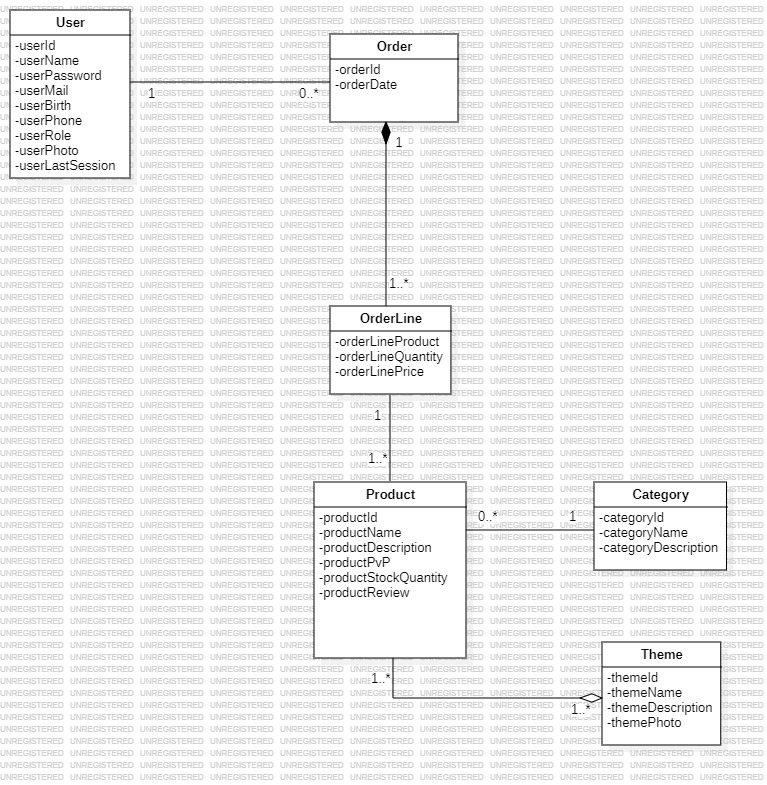 User
-userId
-userName
-userPassword
-userMail
-userBirth
-userPhone
-userRole
-userPhoto
-userLastSession
Order
-orderId
-orderDate
1
0..*
1
1..*
OrderLine
-orderLineProduct
-orderLineQuantity
-orderLinePrice
1
1..*
Product
-productId
-productName
-productDescription
-productPvP
-productStockQuantity
-productReview
0..*
1
Category
-categoryId
-categoryName
-categoryDescription
1..*
1..*
Theme
-themeId
-themeName
-themeDescription
-themePhoto
UNREGISTERED